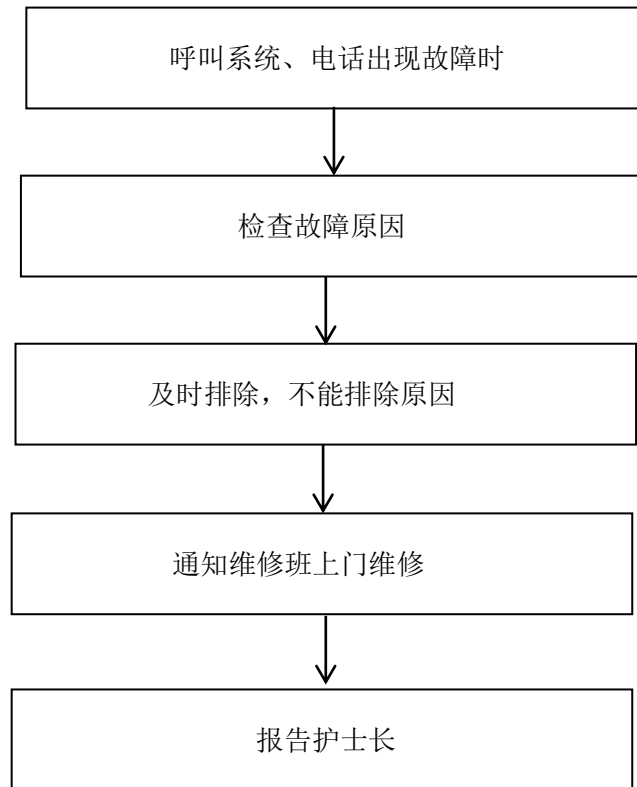 呼叫系统、电话出现故障时
检查故障原因
及时排除，不能排除原因
通知维修班上门维修
报告护士长